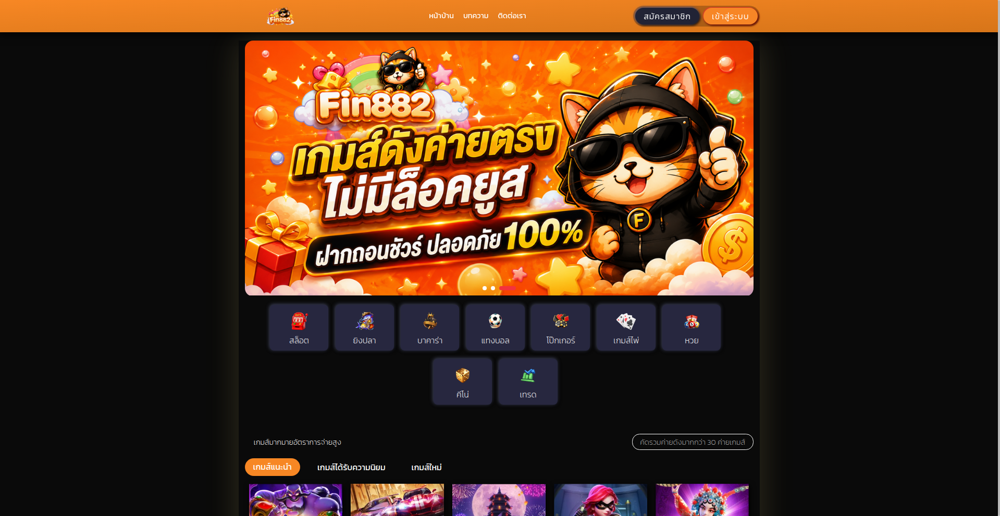 Fin882
หน้าบ้าน บทความ ติดต่อเรา
สมัครสมาชิก เข้าสู่ระบบ
Fin882
เกมส์ดังค่ายตรง
ไม่มีล็อคยูส
ฝากถอนชัวร์ ปลอดภัย 100%
F
สล็อต ยิงปลา บาคาร่า แทงบอล โป๊กเกอร์ เกมส์ไพ่ หวย
คีโน่ เทรด
เกมส์มากมายอัตราการจ่ายสูง
คัดรวมค่ายดังมากกว่า 30 ค่ายเกมส์
เกมส์แนะนำ เกมส์ได้รับความนิยม เกมส์ใหม่